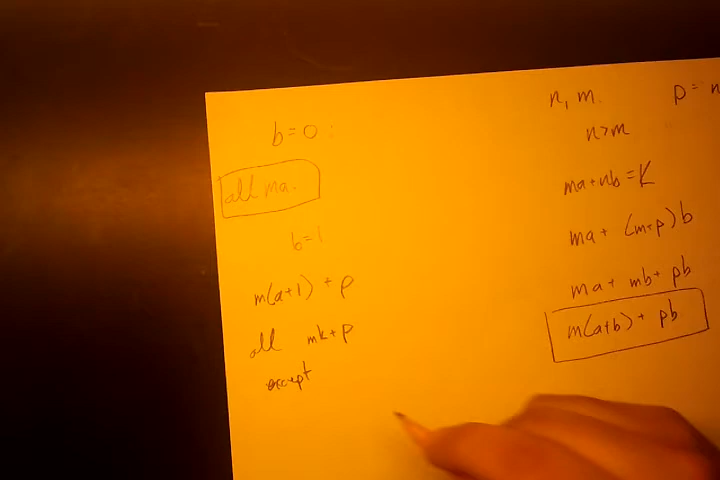 b=0:
all ma.
b=1
m(a+1) + p
all mk+p
except
n, m. p = n
n>m
ma+nb=K
ma + (m+p)b
ma + mb + pb
m(a+b) + pb